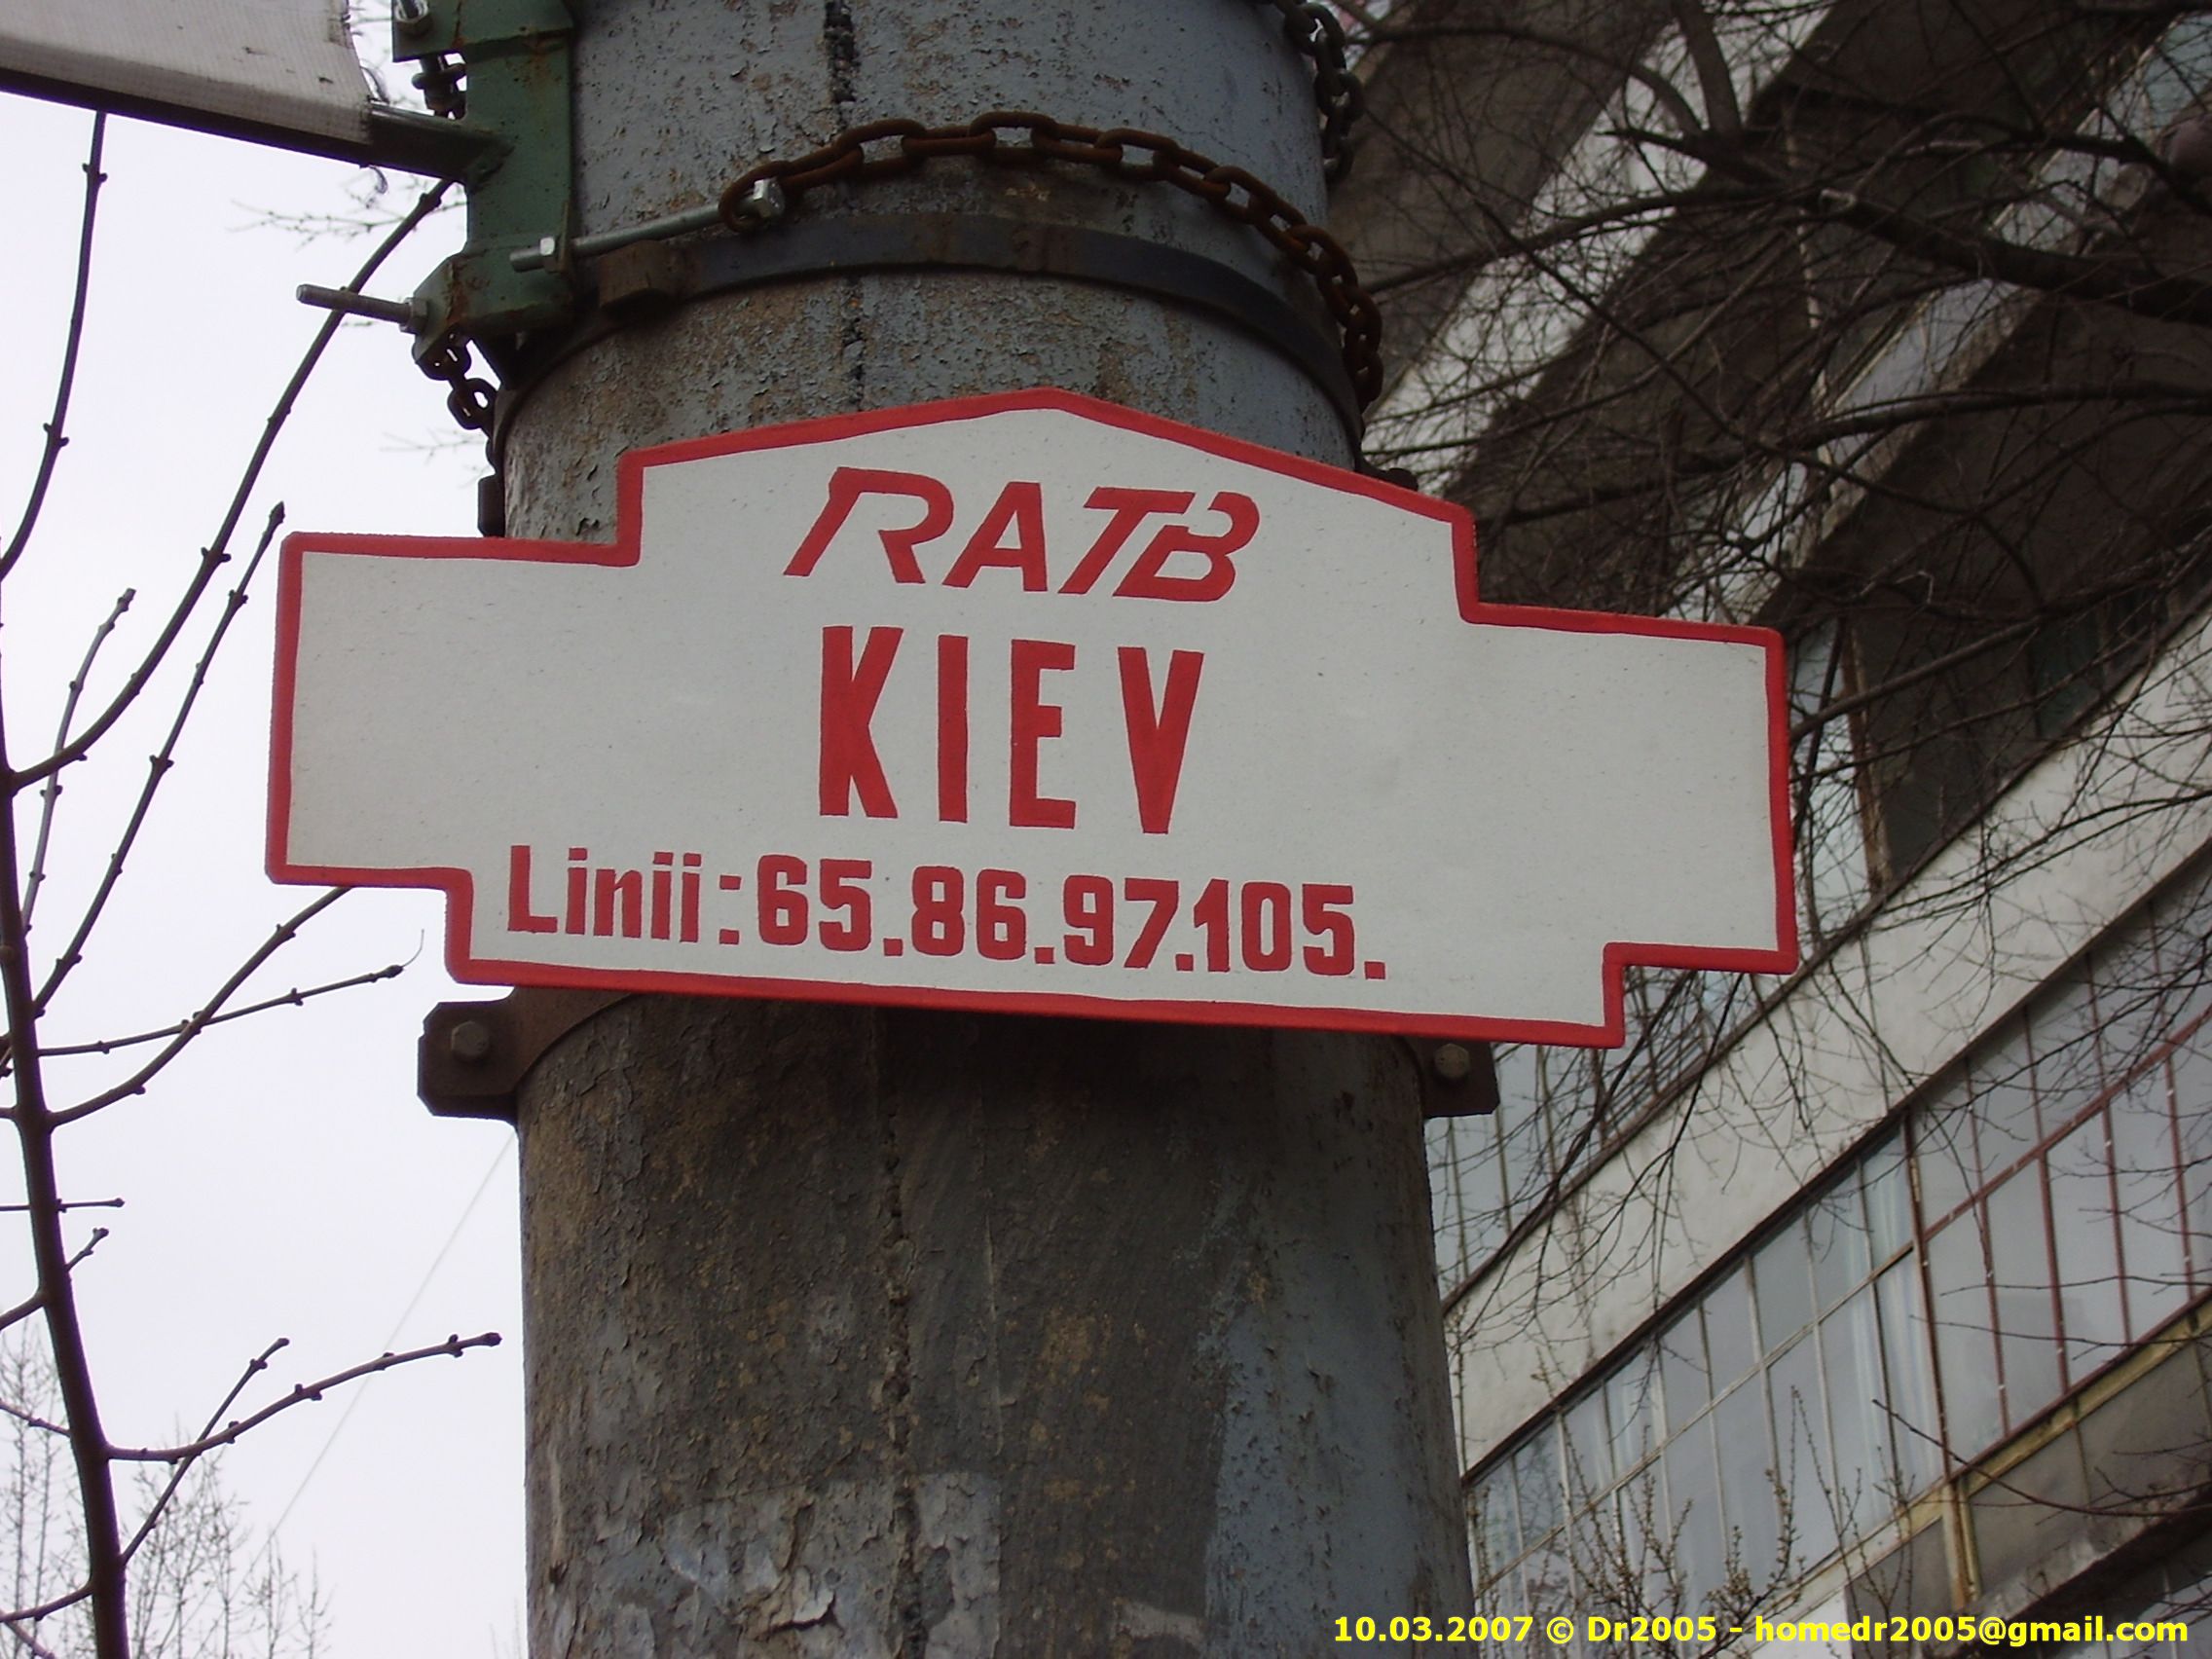 RATB
KIEV
Linii:65.86.97.105.
10.03.2007 © Dr2005 - homedr2005@gmail.com